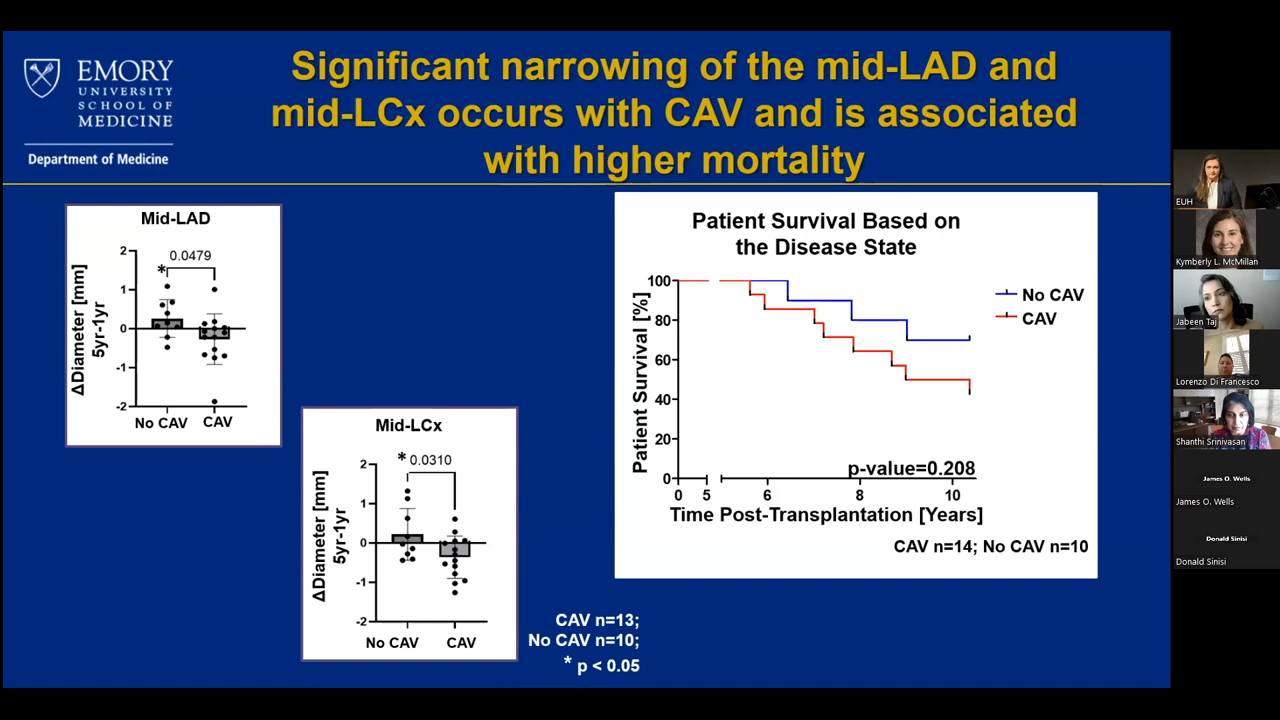 EMORY
UNIVERSITY
SCHOOL OF
MEDICINE
Department of Medicine
Significant narrowing of the mid-LAD and
mid-LCx occurs with CAV and is associated
with higher mortality
Mid-LAD
0.0479
*
2
1
0
-1
-2
ΔDiameter [mm]
5yr-1yr
No CAV
CAV
Mid-LCx
* 0.0310
2
1
0
-1
-2
ΔDiameter [mm]
5yr-1yr
No CAV
CAV
CAV n=13;
No CAV n=10;
* p < 0.05
Patient Survival Based on
the Disease State
Patient Survival [%]
100
80
60
40
20
0
No CAV
CAV
p-value=0.208
0 5 6 8 10
Time Post-Transplantation [Years]
CAV n=14; No CAV n=10
EUH
Kymberly L. McMillan
Jabeen Taj
Lorenzo Di Francesco
Shanthi Srinivasan
James O. Wells
James O. Wells
Donald Sinisi
Donald Sinisi